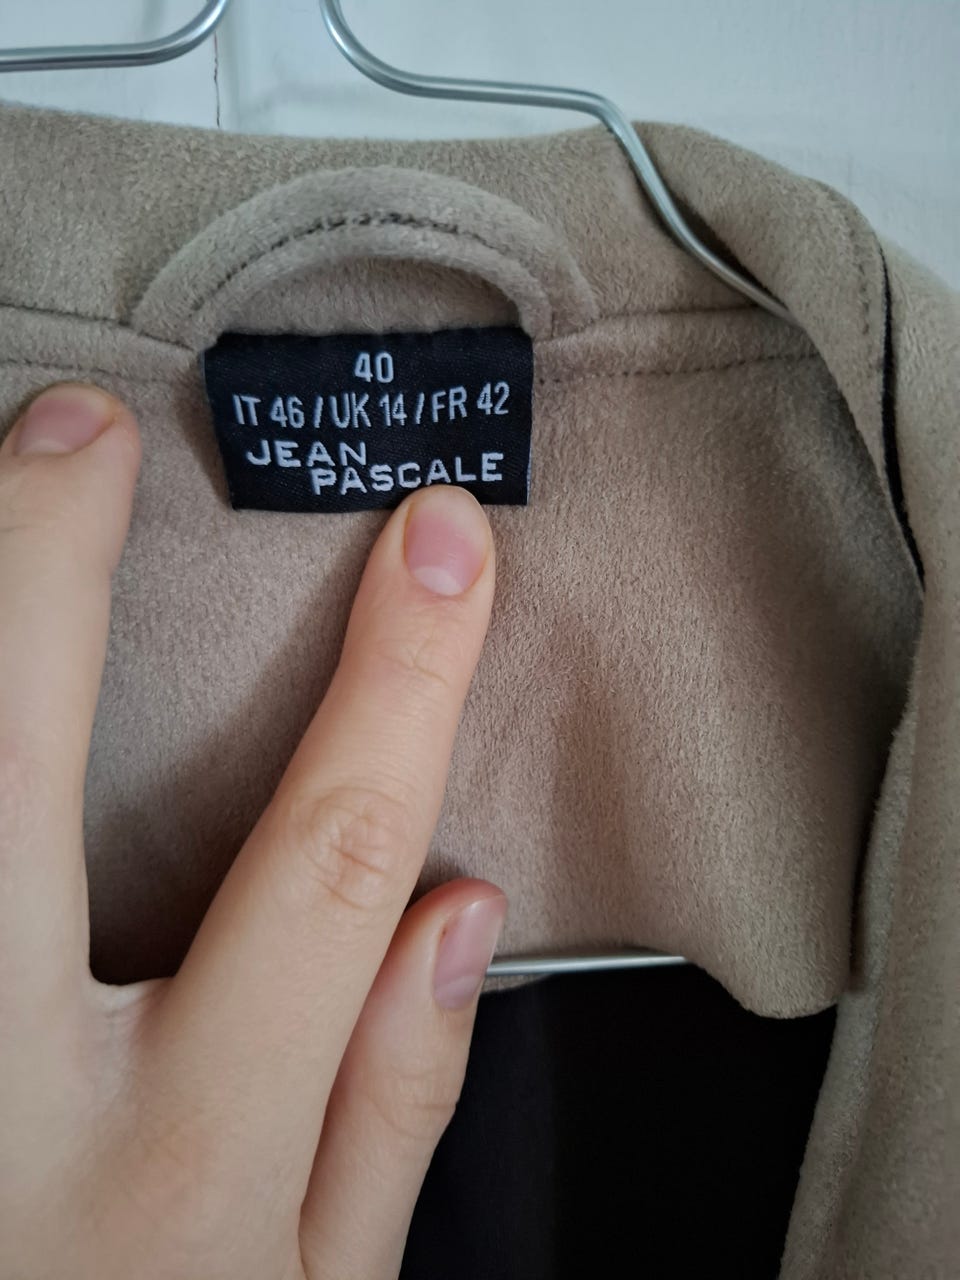 40
IT 46 / UK 14 / FR 42
JEAN
PASCALE